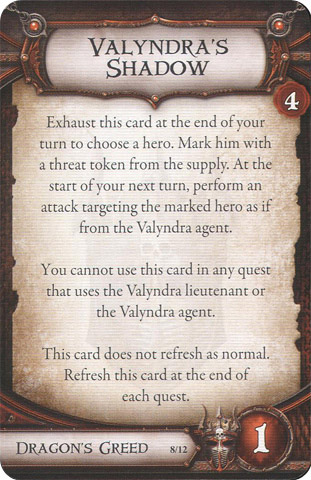 VALYNDRA'S
SHADOW
4
Exhaust this card at the end of your
turn to choose a hero. Mark him with
a threat token from the supply. At the
start of your next turn, perform an
attack targeting the marked hero as if
from the Valyndra agent.
You cannot use this card in any quest
that uses the Valyndra lieutenant or
the Valyndra agent.
This card does not refresh as normal.
Refresh this card at the end of
each quest.
DRAGON'S GREED 8/12
1